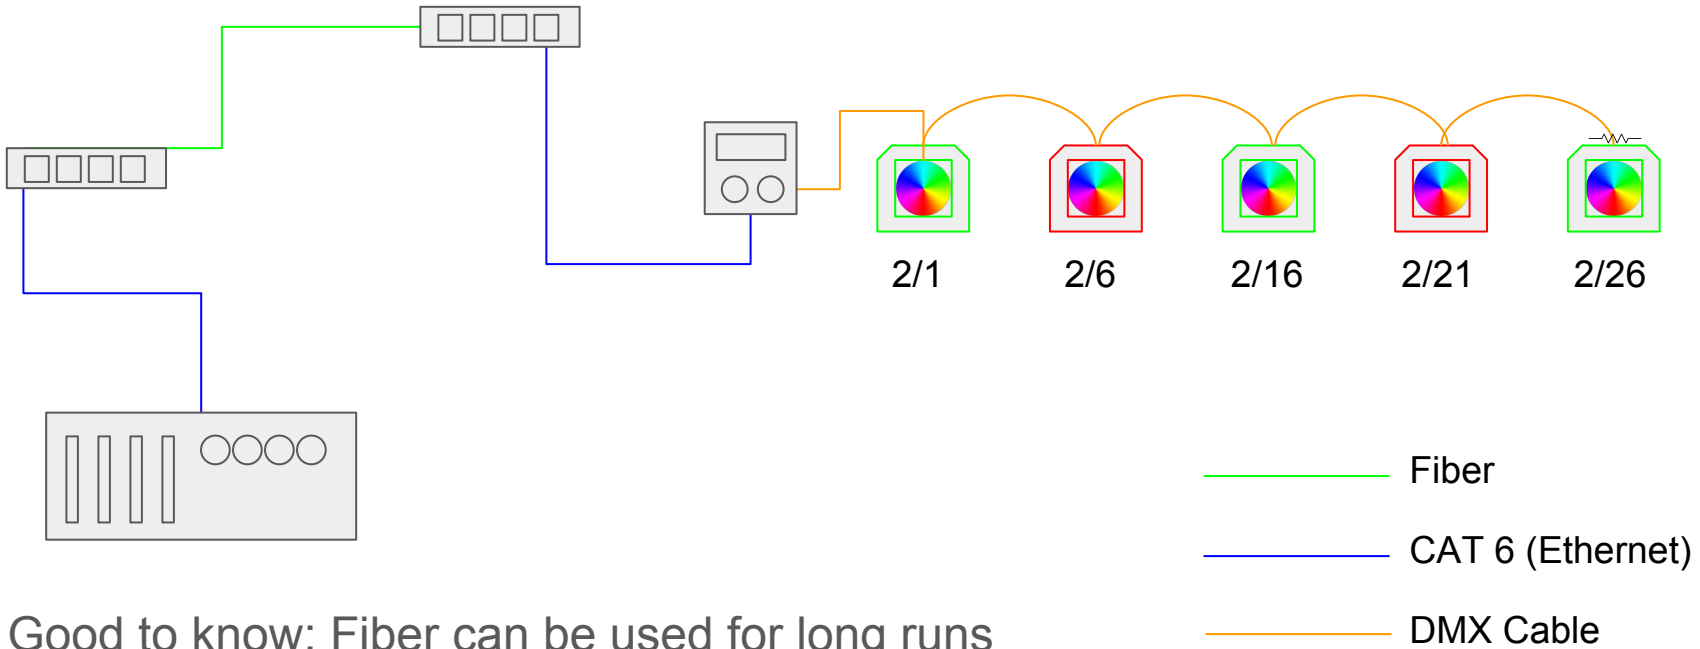 2/1 2/6 2/16 2/21 2/26
Fiber
CAT 6 (Ethernet)
DMX Cable
Good to know: Fiber can be used for long runs